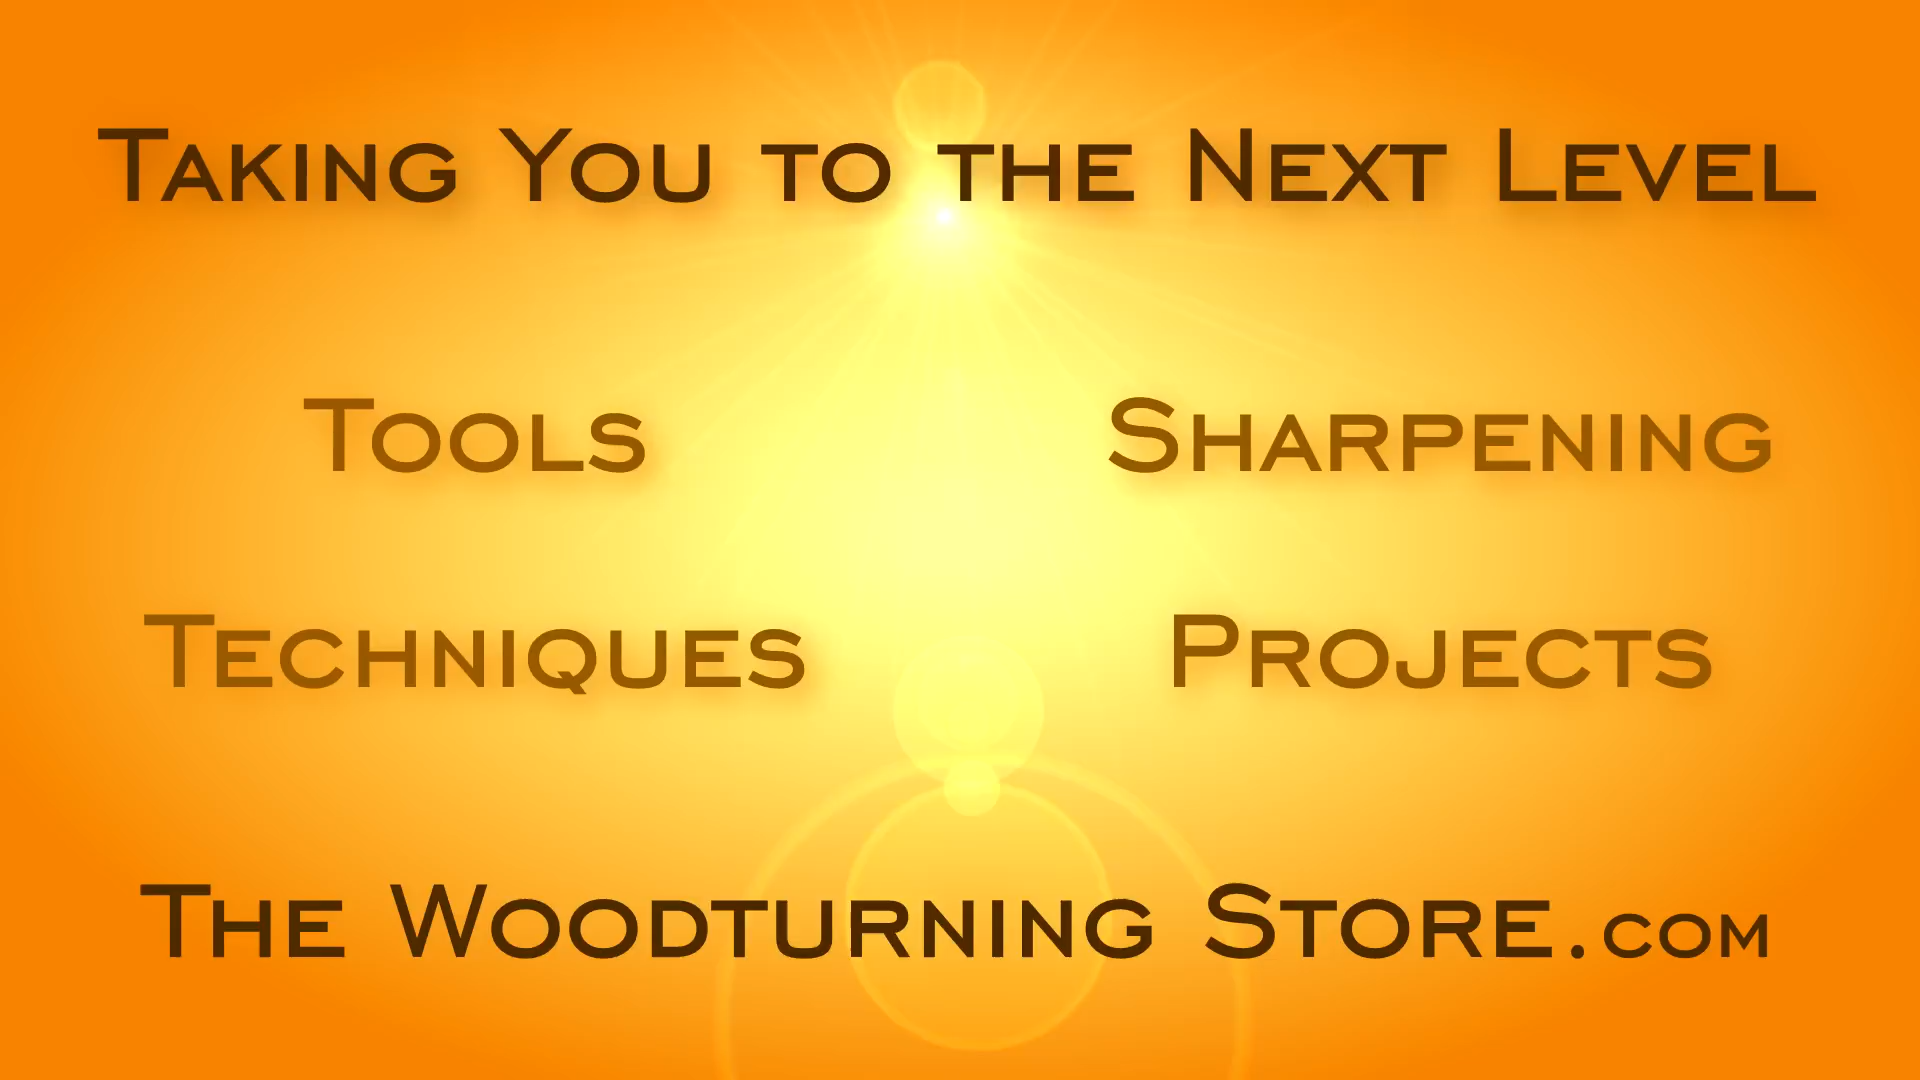 Taking You to the Next Level
Tools Sharpening
Techniques Projects
The Woodturning Store.com